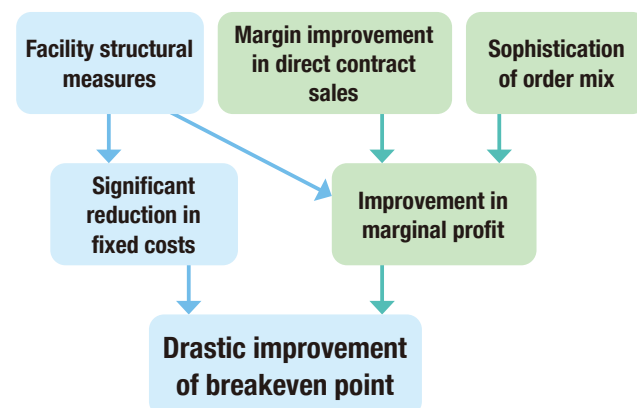 Facility structural
measures
Margin improvement
in direct contract
sales
Sophistication
of order mix
Significant
reduction in
fixed costs
Improvement in
marginal profit
Drastic improvement
of breakeven point